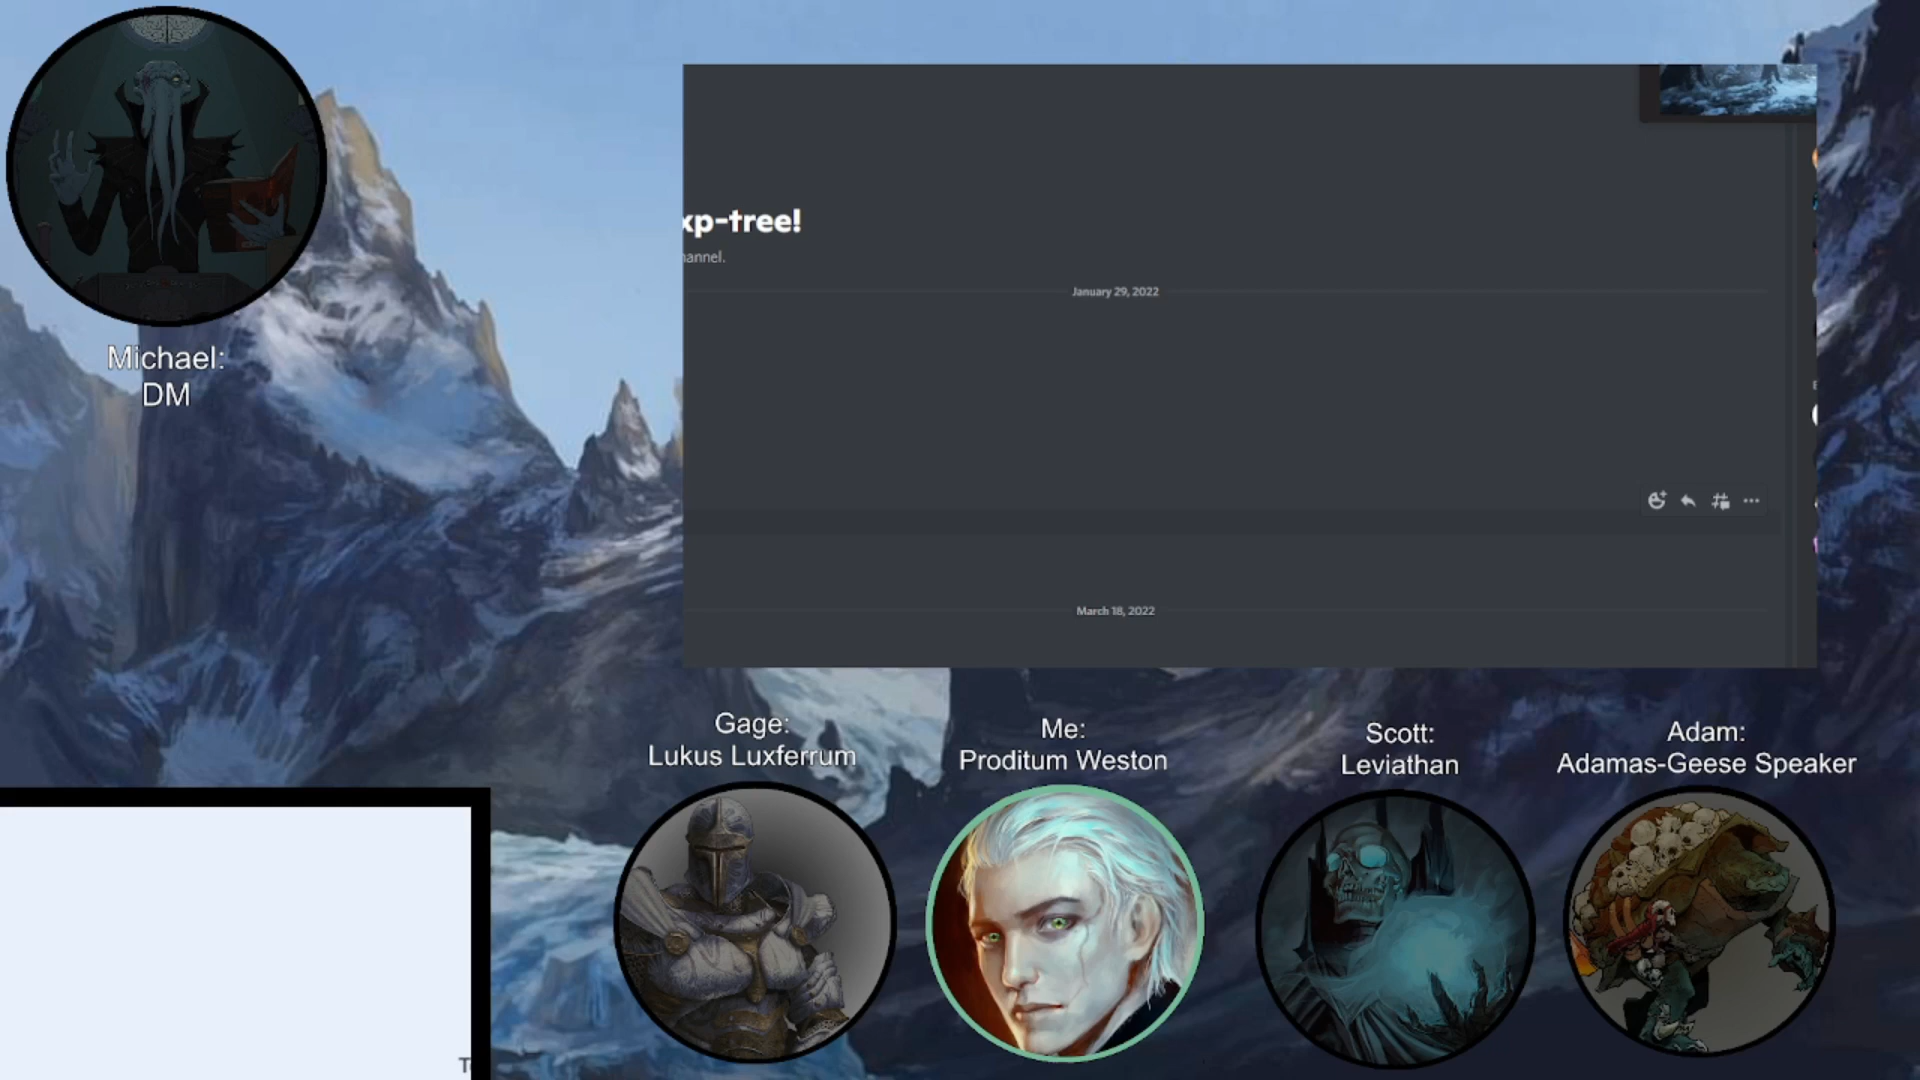 Michael:
DM
xp-tree!
hannel.
January 29, 2022
March 18, 2022
Gage:
Lukus Luxferrum
Me:
Proditum Weston
Scott:
Leviathan
Adam:
Adamas-Geese Speaker